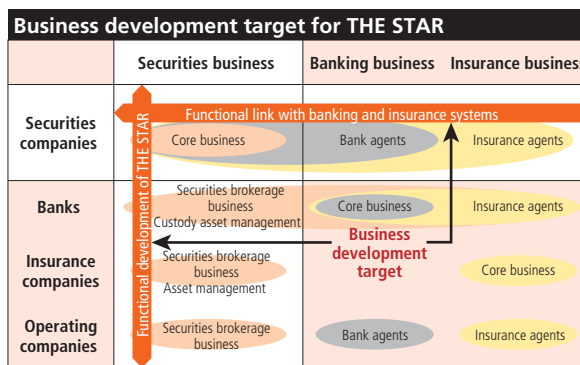 Business development target for THE STAR
Securities business
Banking business
Insurance business
Functional link with banking and insurance systems
Functional development of THE STAR
Securities
companies
Core business
Bank agents
Insurance agents
Banks
Securities brokerage
business
Custody asset management
Core business
Insurance agents
Business
development
target
Insurance
companies
Securities brokerage
business
Asset management
Core business
Operating
companies
Securities brokerage
business
Bank agents
Insurance agents